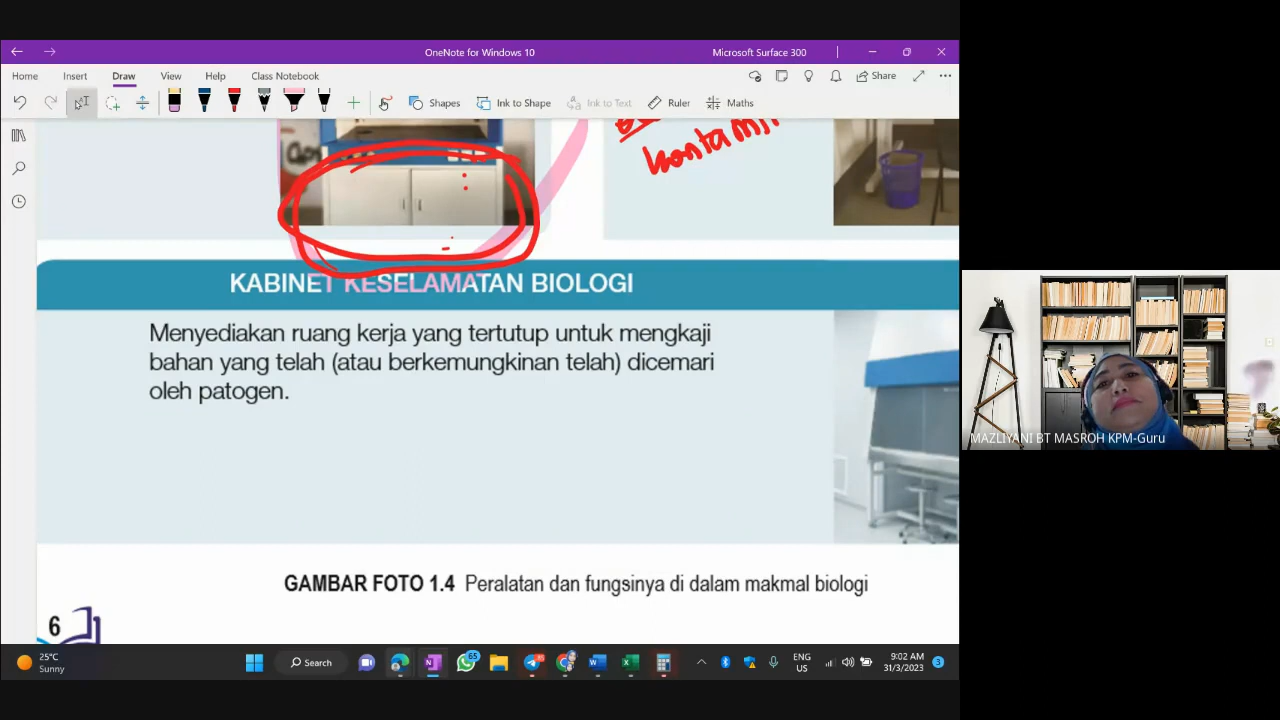 OneNote for Windows 10
Microsoft Surface 300
Home Insert Draw View Help Class Notebook
Share
Shapes Ink to Shape Ink to Text Ruler Maths
KABINET KESELAMATAN BIOLOGI
Menyediakan ruang kerja yang tertutup untuk mengkaji
bahan yang telah (atau berkemungkinan telah) dicemari
oleh patogen.
MAZLIYANI BT MASROH KPM-Guru
GAMBAR FOTO 1.4 Peralatan dan fungsinya di dalam makmal biologi
6
25°C
Sunny
Search
65
ENG
US
9:02 AM
31/3/2023
3